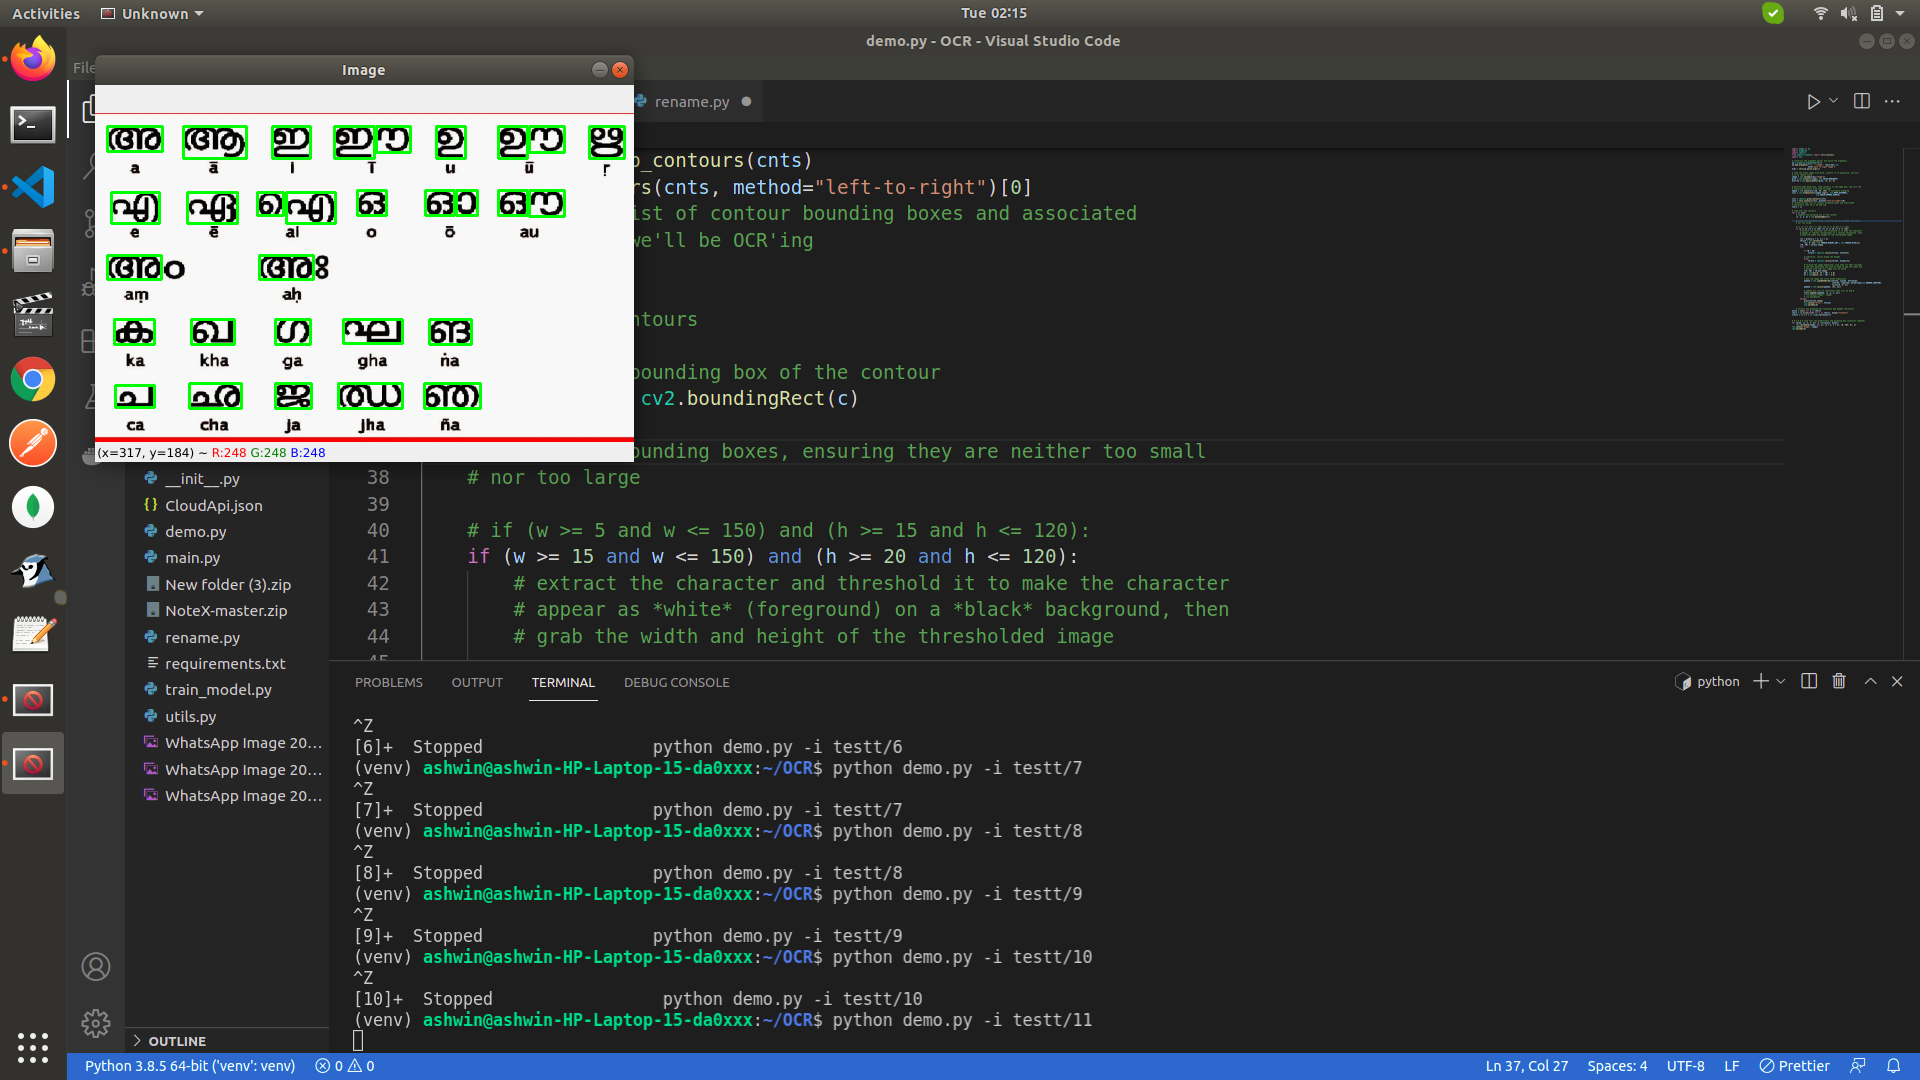 Activities Unknown Tue 02:15
demo.py - OCR - Visual Studio Code
File
Image
rename.py
അ ആ ഇ ഈ ഉ ഊ ഋ
a ā i ī u ū ṛ
എ ഏ ഐ ഒ ഓ ഔ
e ē ai o ō au
അം അഃ
aṃ aḥ
ക ഖ ഗ ഘ ങ
ka kha ga gha ṅa
ച ഛ ജ ഝ ഞ
ca cha ja jha ña
(x=317, y=184) ~ R:248 G:248 B:248
_contours(cnts)
(cnts, method="left-to-right")[0]
ist of contour bounding boxes and associated
we'll be OCR'ing
tours
bounding box of the contour
cv2.boundingRect(c)
unding boxes, ensuring they are neither too small
38 # nor too large
39
40 # if (w >= 5 and w <= 150) and (h >= 15 and h <= 120):
41 if (w >= 15 and w <= 150) and (h >= 20 and h <= 120):
42 # extract the character and threshold it to make the character
43 # appear as *white* (foreground) on a *black* background, then
44 # grab the width and height of the thresholded image
45
__init__.py
CloudApi.json
demo.py
main.py
New folder (3).zip
NoteX-master.zip
rename.py
requirements.txt
train_model.py
utils.py
WhatsApp Image 20...
WhatsApp Image 20...
WhatsApp Image 20...
OUTLINE
PROBLEMS OUTPUT TERMINAL DEBUG CONSOLE python
^Z
[6]+ Stopped python demo.py -i testt/6
(venv) ashwin@ashwin-HP-Laptop-15-da0xxx:~/OCR$ python demo.py -i testt/7
^Z
[7]+ Stopped python demo.py -i testt/7
(venv) ashwin@ashwin-HP-Laptop-15-da0xxx:~/OCR$ python demo.py -i testt/8
^Z
[8]+ Stopped python demo.py -i testt/8
(venv) ashwin@ashwin-HP-Laptop-15-da0xxx:~/OCR$ python demo.py -i testt/9
^Z
[9]+ Stopped python demo.py -i testt/9
(venv) ashwin@ashwin-HP-Laptop-15-da0xxx:~/OCR$ python demo.py -i testt/10
^Z
[10]+ Stopped python demo.py -i testt/10
(venv) ashwin@ashwin-HP-Laptop-15-da0xxx:~/OCR$ python demo.py -i testt/11
Python 3.8.5 64-bit ('venv': venv) 0 0 Ln 37, Col 27 Spaces: 4 UTF-8 LF Prettier